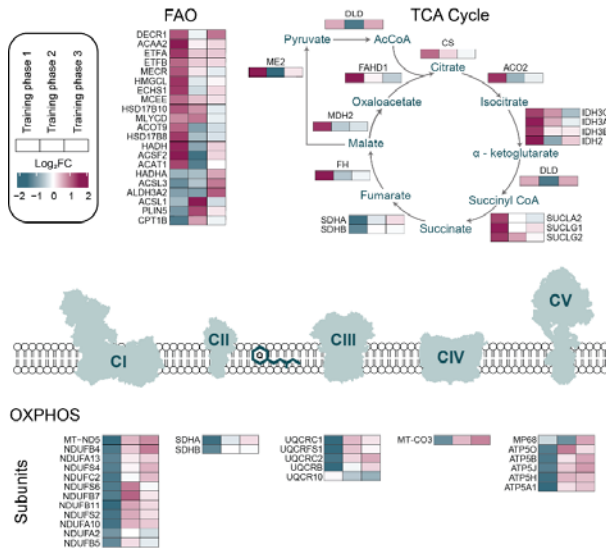 FAO
TCA Cycle
Training phase 1
Training phase 2
Training phase 3
Log₂FC
−2 −1 0 1 2
DECR1
ACAA2
ETFA
ETFB
MECR
HMGCL
ECHS1
MCEE
HSD17B10
MLYCD
ACOT9
HSD17B8
HADH
ACSF2
ACAT1
HADHA
ACSL3
ALDH3A2
ACSL1
PLIN5
CPT1B
DLD
Pyruvate
AcCoA
CS
ME2
FAHD1
Citrate
ACO2
Oxaloacetate
Isocitrate
MDH2
IDH3G
IDH3A
IDH3B
IDH2
Malate
α - ketoglutarate
FH
DLD
Fumarate
Succinyl CoA
SDHA
SDHB
Succinate
SUCLA2
SUCLG1
SUCLG2
CI
CII
Q
CIII
CIV
CV
OXPHOS
Subunits
MT−ND5
NDUFB4
NDUFA13
NDUFS4
NDUFC2
NDUFS6
NDUFB7
NDUFB11
NDUFS2
NDUFA10
NDUFA2
NDUFB5
SDHA
SDHB
UQCRC1
UQCRFS1
UQCRC2
UQCRB
UQCR10
MT-CO3
MP68
ATP5O
ATP5B
ATP5J
ATP5H
ATP5A1